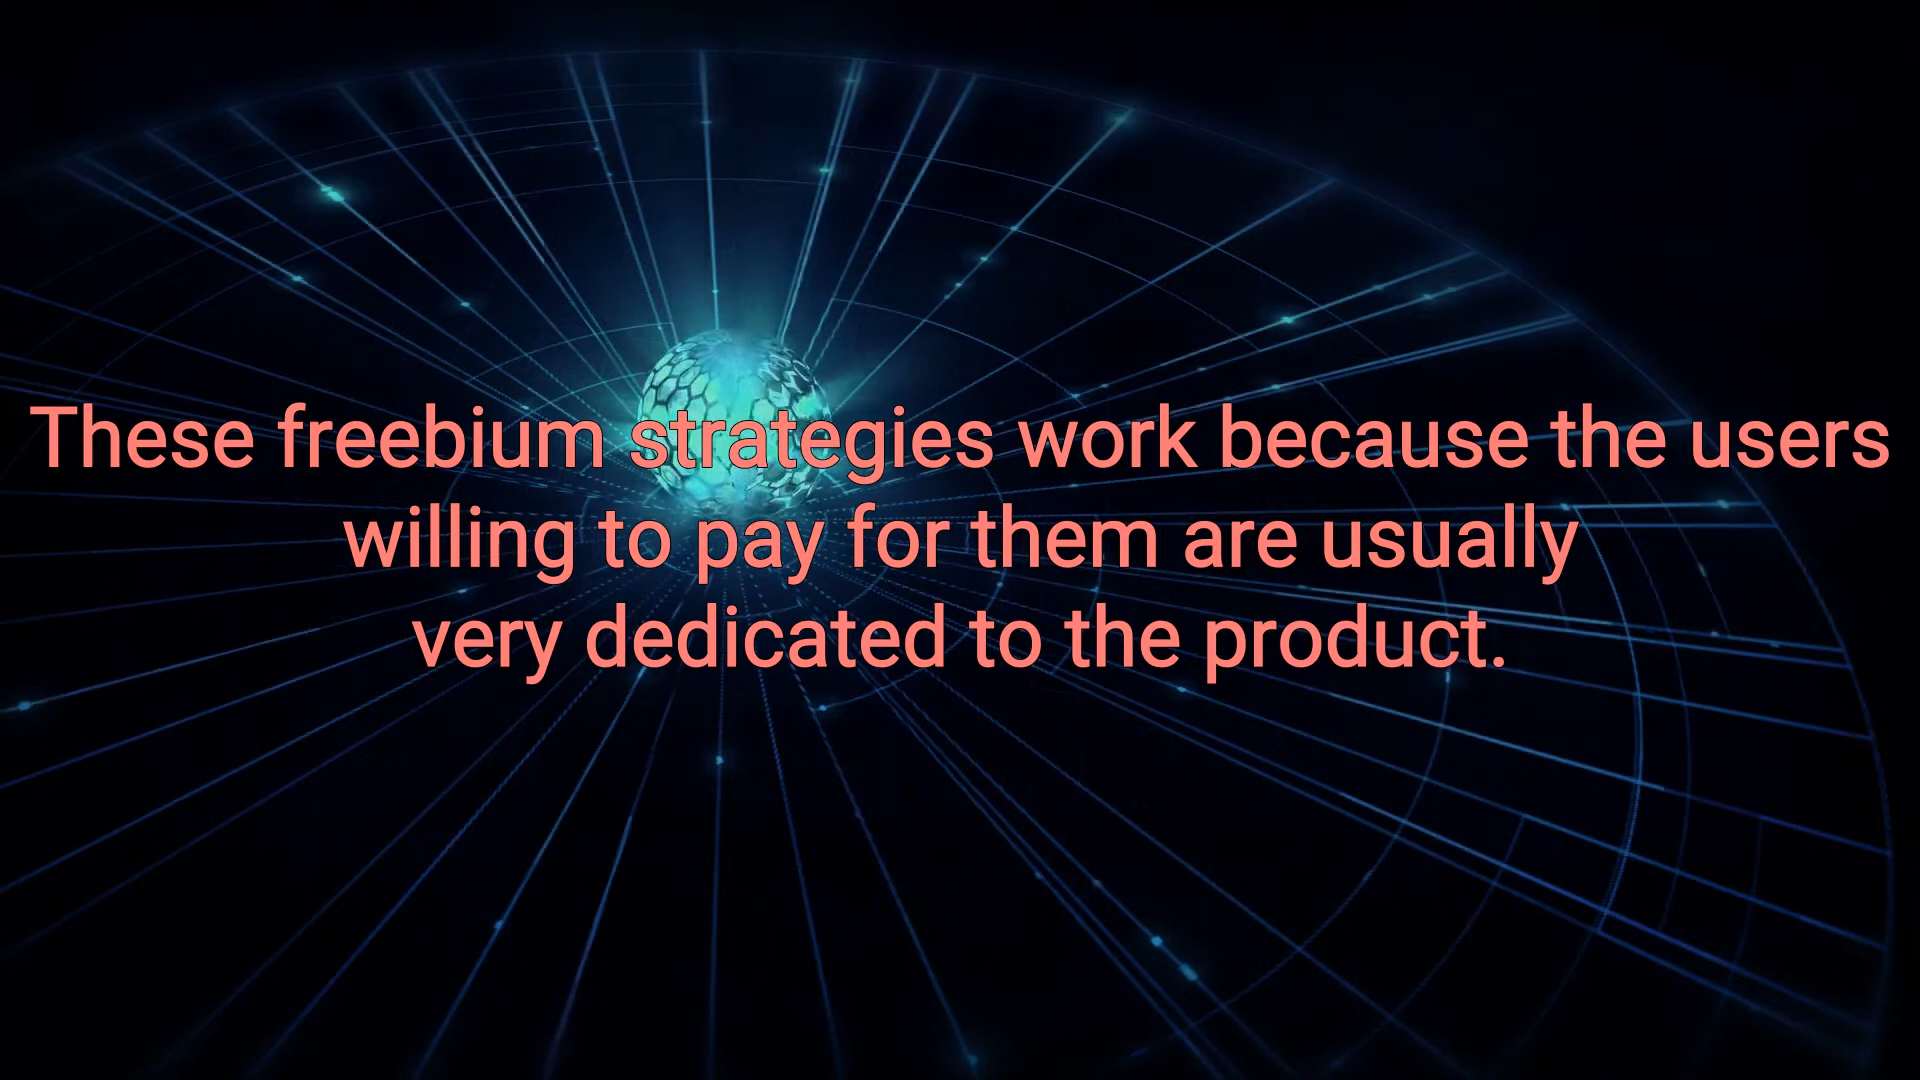 These freebium strategies work because the users
willing to pay for them are usually
very dedicated to the product.